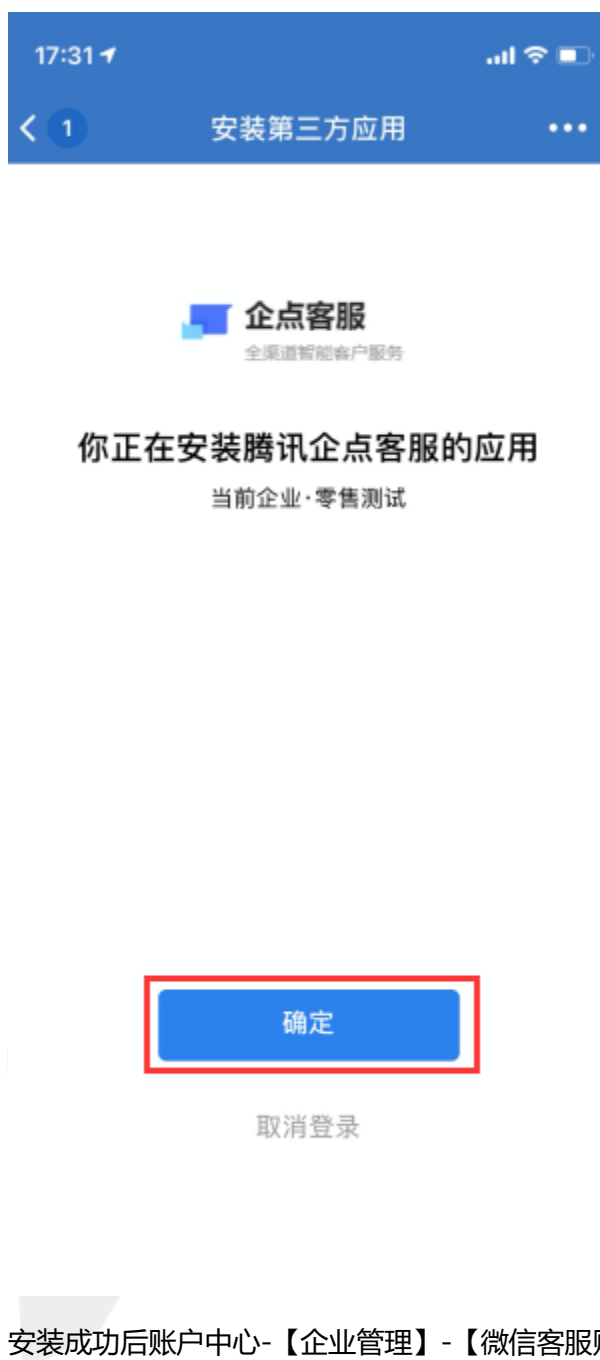 17:31
1
安装第三方应用
企点客服
全渠道智能客户服务
你正在安装腾讯企点客服的应用
当前企业·零售测试
确定
取消登录
安装成功后账户中心-【企业管理】-【微信客服